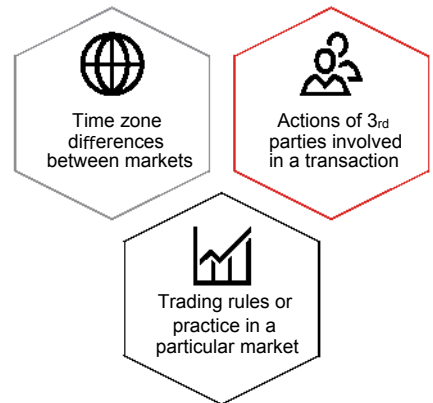 Time zone
differences
between markets
Actions of 3rd
parties involved
in a transaction
Trading rules or
practice in a
particular market